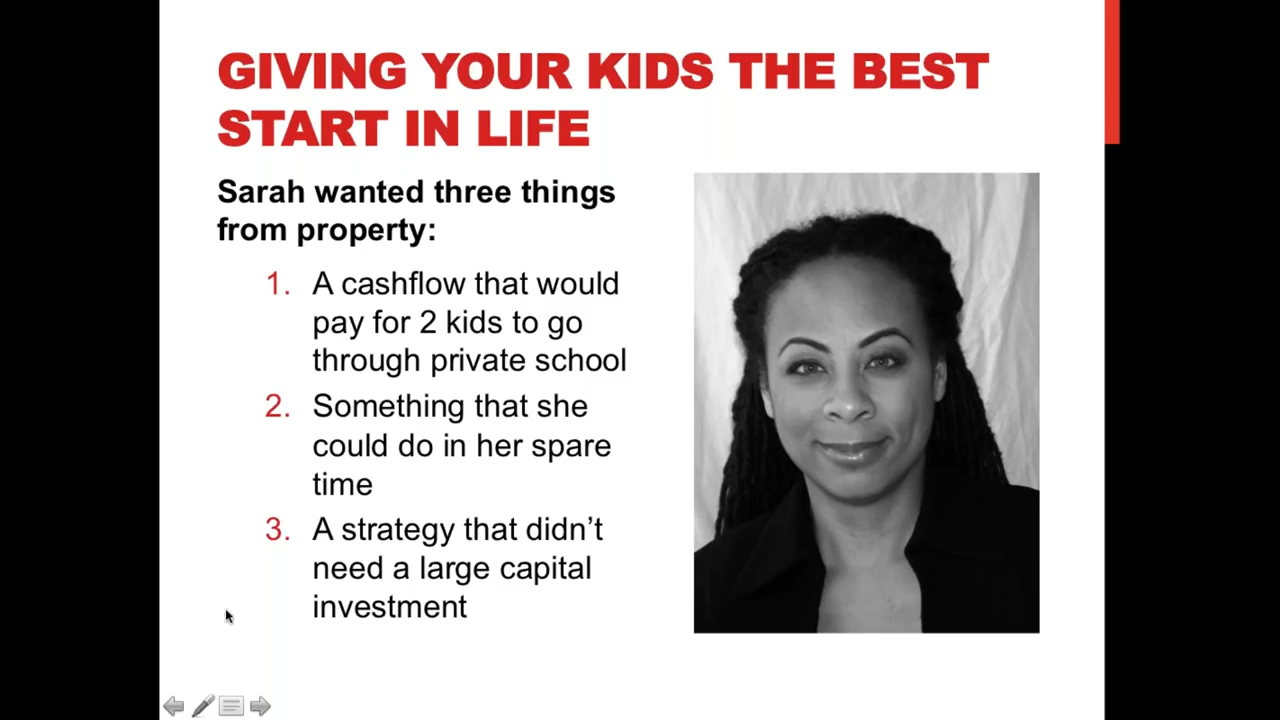 GIVING YOUR KIDS THE BEST
START IN LIFE
Sarah wanted three things
from property:
1. A cashflow that would
pay for 2 kids to go
through private school
2. Something that she
could do in her spare
time
3. A strategy that didn’t
need a large capital
investment